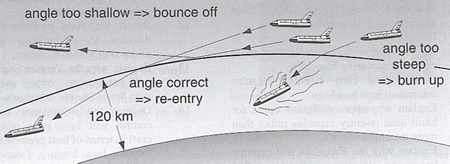 angle too shallow => bounce off
angle too
steep
=> burn up
angle correct
=> re-entry
120 km